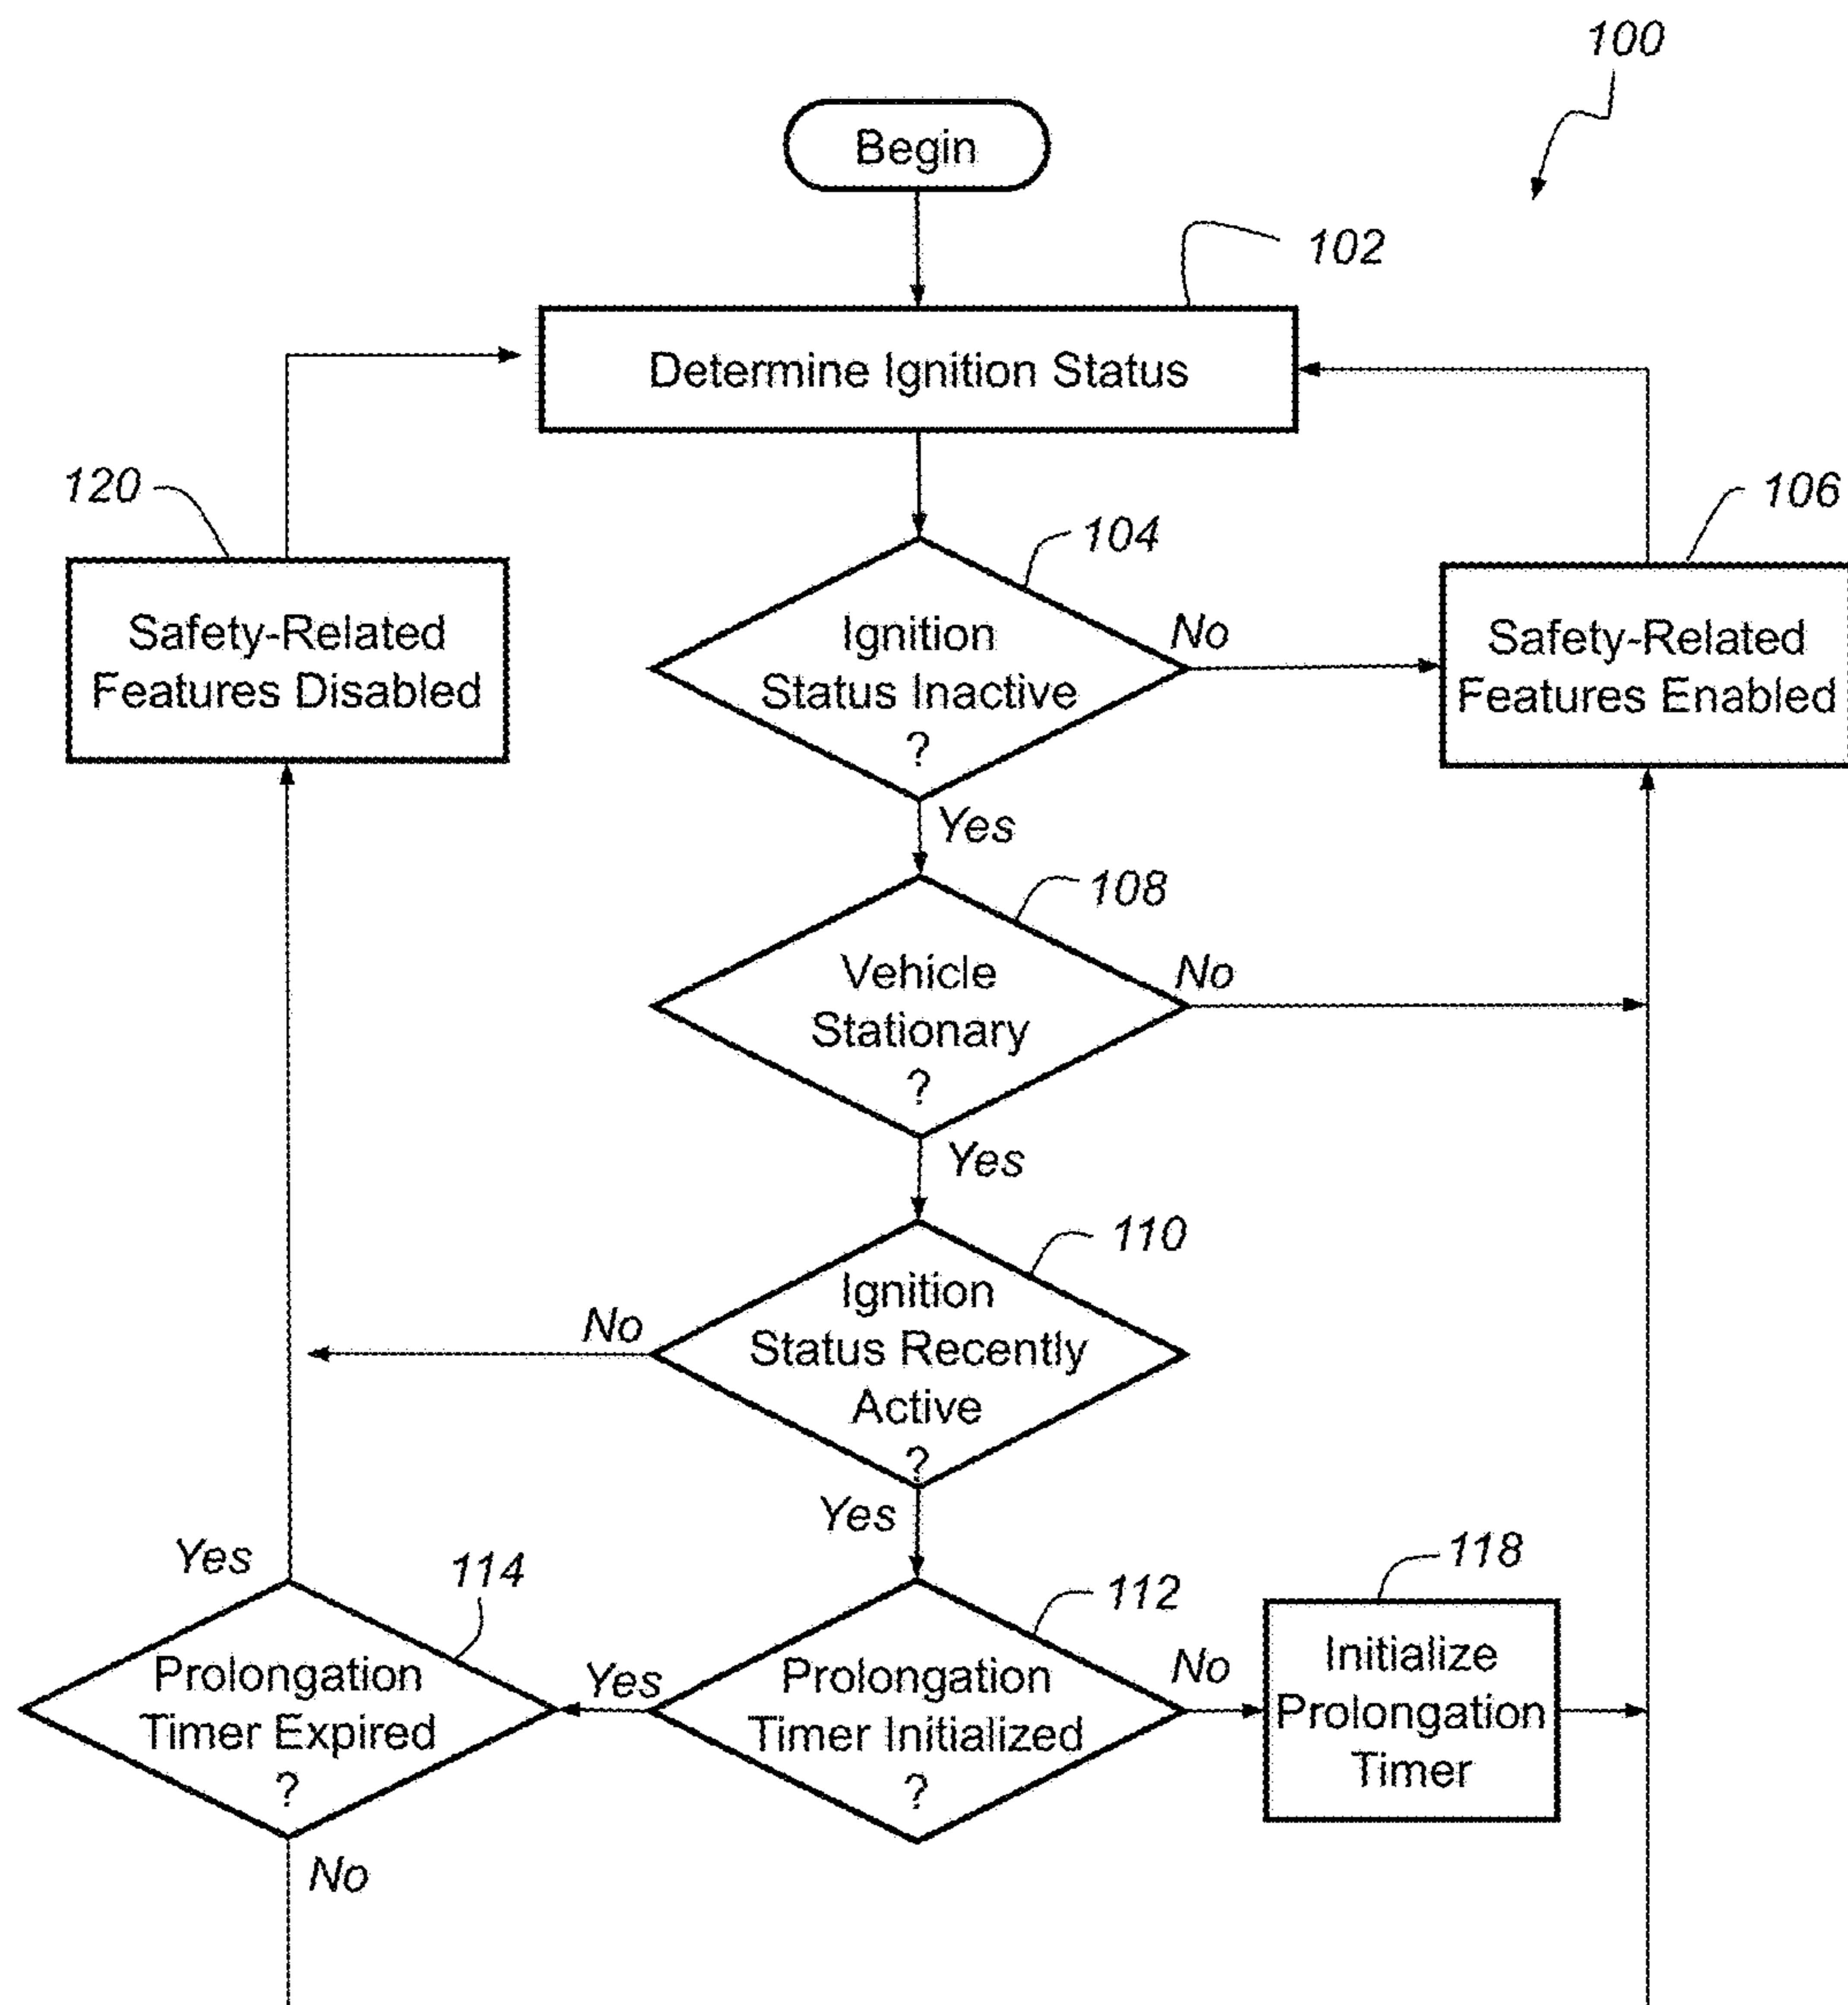 100
Begin
102
Determine Ignition Status
120
104
106
Safety-Related
Features Disabled
Ignition
Status Inactive
?
No
Safety-Related
Features Enabled
Yes
108
Vehicle
Stationary
?
No
Yes
110
Ignition
Status Recently
Active
?
No
Yes
Yes
114
112
118
Prolongation
Timer Expired
?
Yes
Prolongation
Timer Initialized
?
No
Initialize
Prolongation
Timer
No